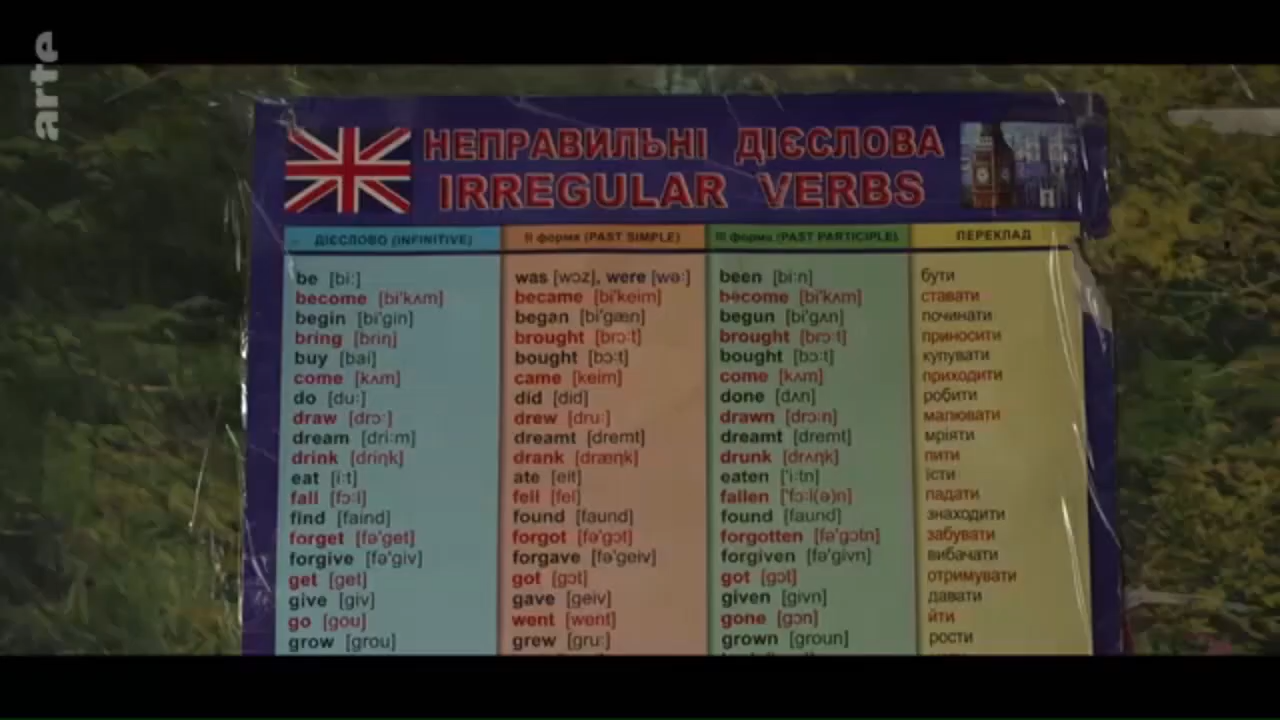 arte
НЕПРАВИЛЬНІ ДІЄСЛОВА
IRREGULAR VERBS
ДІЄСЛОВО (INFINITIVE) II форма (PAST SIMPLE) III форма (PAST PARTICIPLE) ПЕРЕКЛАД
be [bi:] was [wɔz], were [wə:] been [bi:n] бути
become [bi'kʌm] became [bi'keim] become [bi'kʌm] ставати
begin [bi'gin] began [bi'gæn] begun [bi'gʌn] починати
bring [briŋ] brought [brɔ:t] brought [brɔ:t] приносити
buy [bai] bought [bɔ:t] bought [bɔ:t] купувати
come [kʌm] came [keim] come [kʌm] приходити
do [du:] did [did] done [dʌn] робити
draw [drɔ:] drew [dru:] drawn [drɔ:n] малювати
dream [dri:m] dreamt [dremt] dreamt [dremt] мріяти
drink [driŋk] drank [dræŋk] drunk [drʌŋk] пити
eat [i:t] ate [eit] eaten ['i:tn] їсти
fall [fɔ:l] fell [fel] fallen ['fɔ:l(ə)n] падати
find [faind] found [faund] found [faund] знаходити
forget [fə'get] forgot [fə'gɔt] forgotten [fə'gɔtn] забувати
forgive [fə'giv] forgave [fə'geiv] forgiven [fə'givn] вибачати
get [get] got [gɔt] got [gɔt] отримувати
give [giv] gave [geiv] given [givn] давати
go [gou] went [went] gone [gɔn] йти
grow [grou] grew [gru:] grown [groun] рости